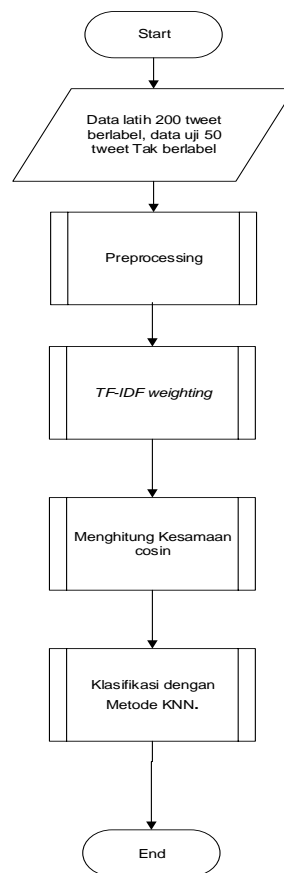 Start
Data latih 200 tweet
berlabel, data uji 50
tweet Tak berlabel
Preprocessing
TF-IDF weighting
Menghitung Kesamaan
cosin
Klasifikasi dengan
Metode KNN.
End